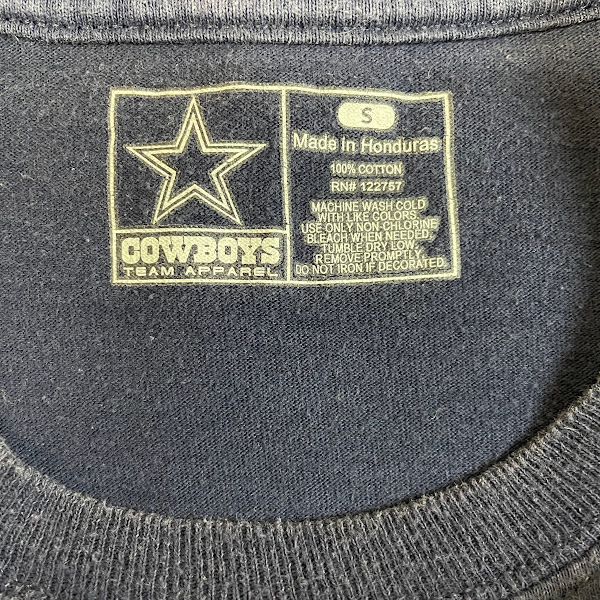 COWBOYS
TEAM APPAREL
S
Made In Honduras
100% COTTON
RN# 122757
MACHINE WASH COLD
WITH LIKE COLORS.
USE ONLY NON-CHLORINE
BLEACH WHEN NEEDED.
TUMBLE DRY LOW.
REMOVE PROMPTLY.
DO NOT IRON IF DECORATED.